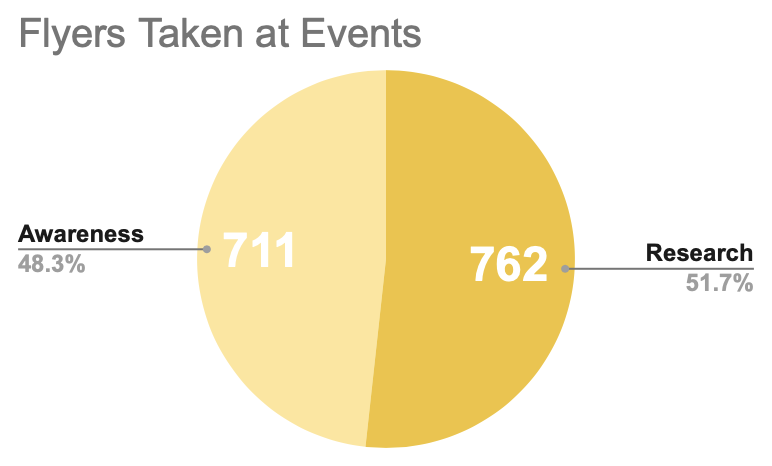 Flyers Taken at Events
Awareness
48.3%
711
762
Research
51.7%